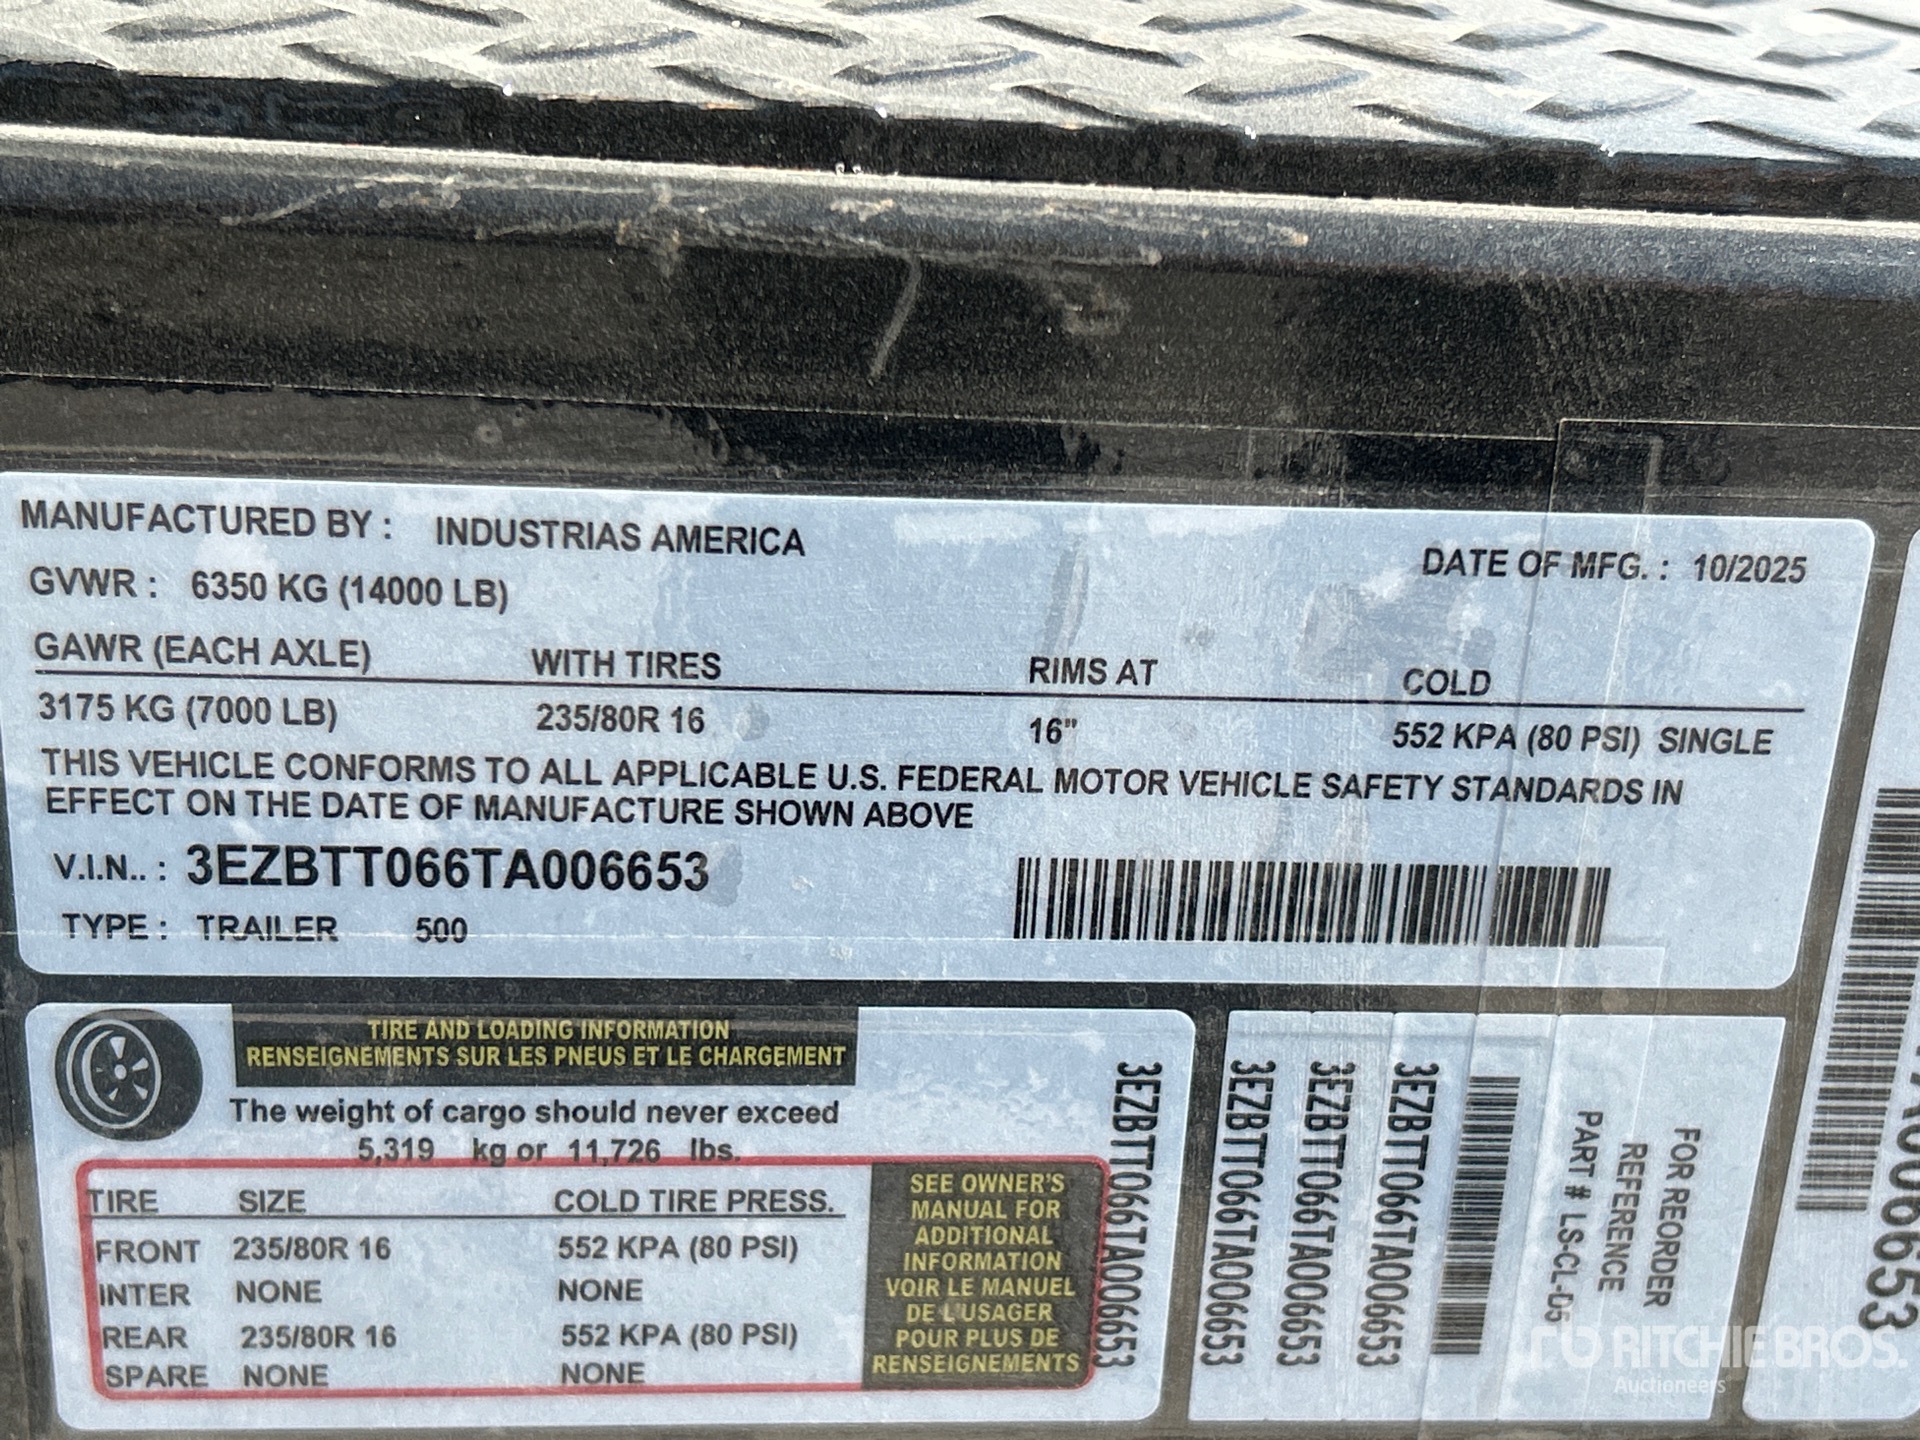 MANUFACTURED BY : INDUSTRIAS AMERICA
DATE OF MFG. : 10/2025
GVWR : 6350 KG (14000 LB)
GAWR (EACH AXLE) WITH TIRES RIMS AT COLD
3175 KG (7000 LB) 235/80R 16 16" 552 KPA (80 PSI) SINGLE
THIS VEHICLE CONFORMS TO ALL APPLICABLE U.S. FEDERAL MOTOR VEHICLE SAFETY STANDARDS IN
EFFECT ON THE DATE OF MANUFACTURE SHOWN ABOVE
V.I.N.. : 3EZBTT066TA006653
TYPE : TRAILER 500
TIRE AND LOADING INFORMATION
RENSEIGNEMENTS SUR LES PNEUS ET LE CHARGEMENT
The weight of cargo should never exceed
5,319 kg or 11,726 lbs.
TIRE SIZE COLD TIRE PRESS.
FRONT 235/80R 16 552 KPA (80 PSI)
INTER NONE NONE
REAR 235/80R 16 552 KPA (80 PSI)
SPARE NONE NONE
SEE OWNER'S
MANUAL FOR
ADDITIONAL
INFORMATION
VOIR LE MANUEL
DE L'USAGER
POUR PLUS DE
RENSEIGNEMENTS
3EZBTT066TA006653
3EZBTT066TA006653
3EZBTT066TA006653
3EZBTT066TA006653
FOR REORDER
REFERENCE
PART # LS-CL-D5
A006653
RITCHIE BROS.
Auctioneers